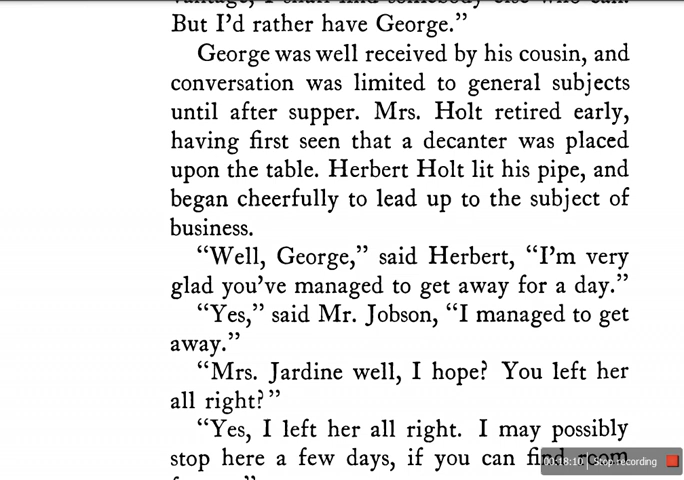 But I'd rather have George.”
George was well received by his cousin, and
conversation was limited to general subjects
until after supper. Mrs. Holt retired early,
having first seen that a decanter was placed
upon the table. Herbert Holt lit his pipe, and
began cheerfully to lead up to the subject of
business.
“Well, George,” said Herbert, “I'm very
glad you've managed to get away for a day.”
“Yes,” said Mr. Jobson, “I managed to get
away.”
“Mrs. Jardine well, I hope? You left her
all right?”
“Yes, I left her all right. I may possibly
stop here a few days, if you can find room
00:18:10 | Stop recording